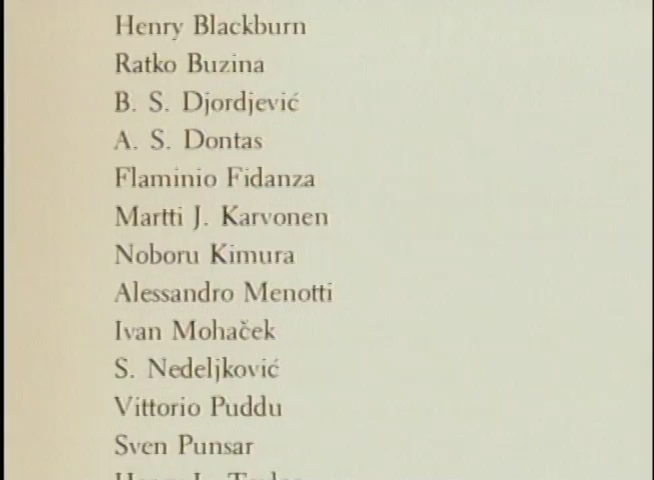 Henry Blackburn
Ratko Buzina
B. S. Djordjević
A. S. Dontas
Flaminio Fidanza
Martti J. Karvonen
Noboru Kimura
Alessandro Menotti
Ivan Mohaček
S. Nedeljković
Vittorio Puddu
Sven Punsar